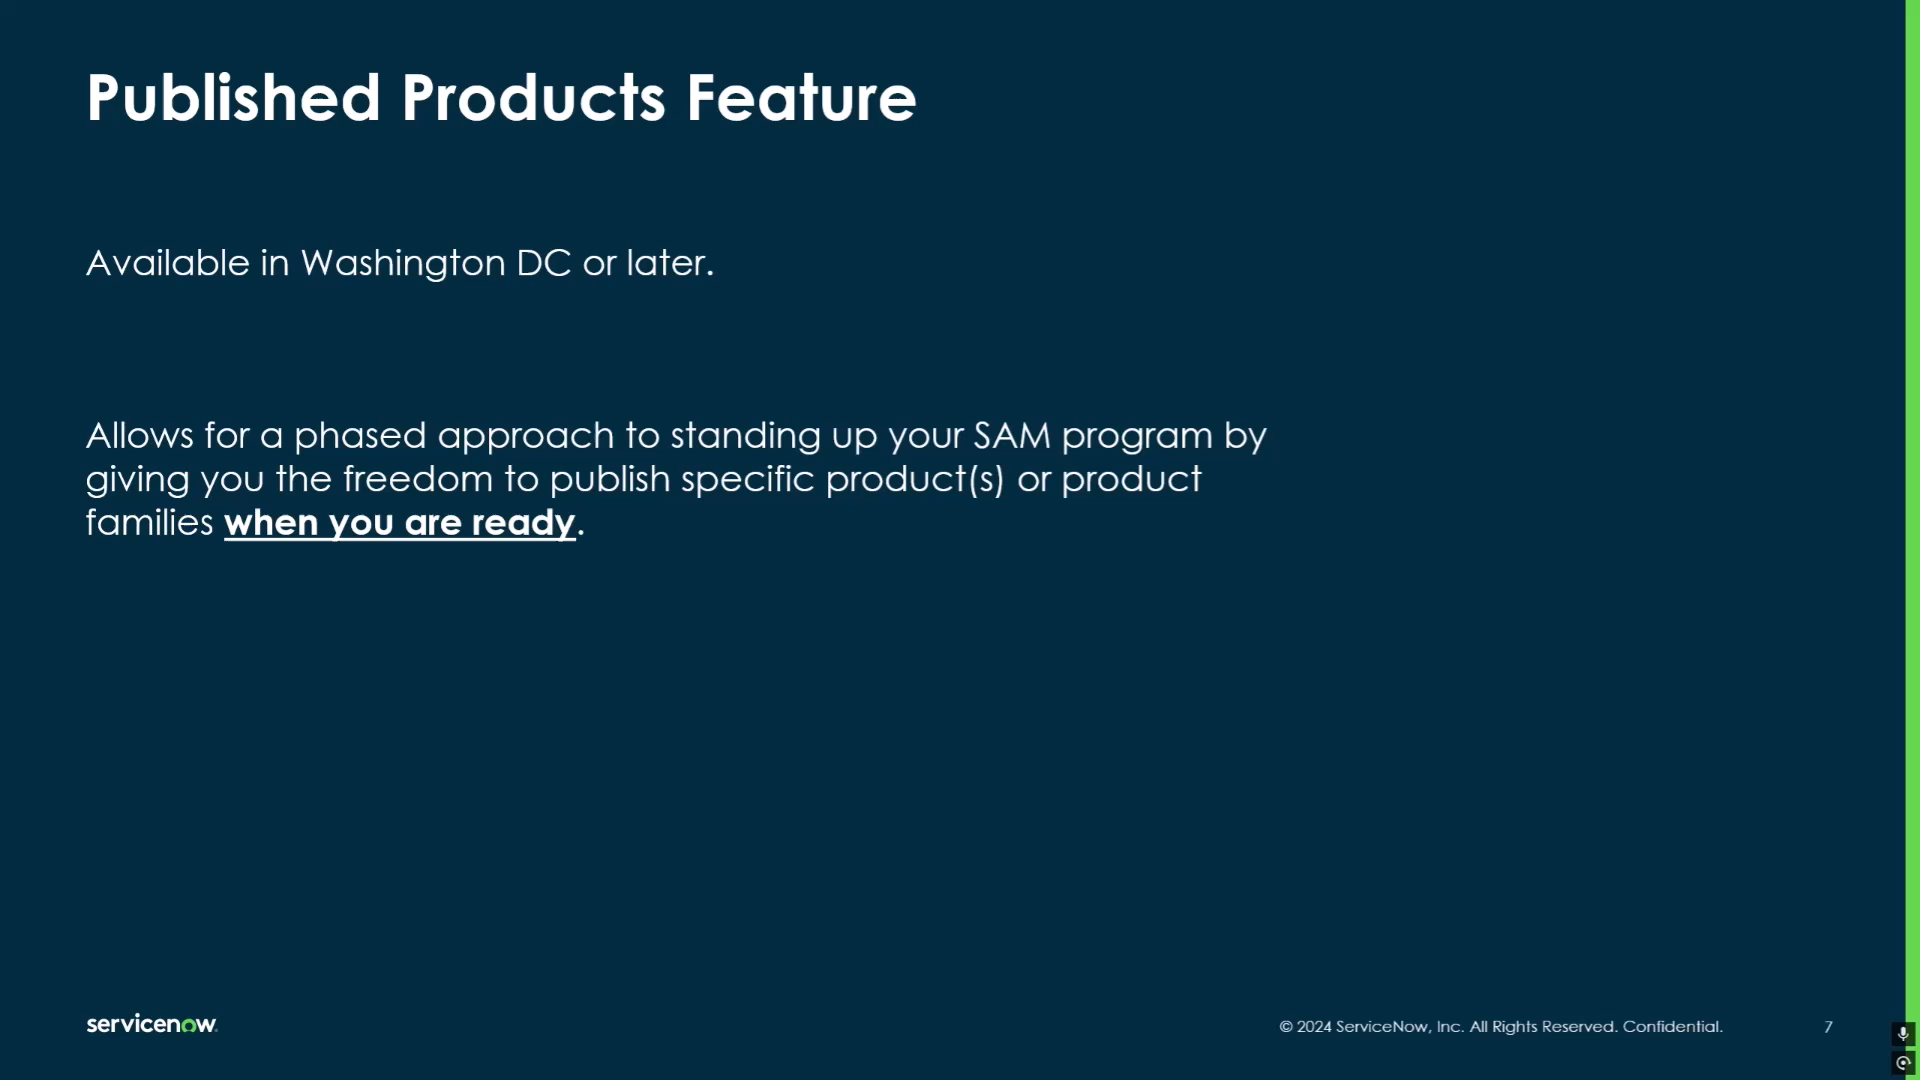 Published Products Feature
Available in Washington DC or later.
Allows for a phased approach to standing up your SAM program by
giving you the freedom to publish specific product(s) or product
families when you are ready.
servicenow
© 2024 ServiceNow, Inc. All Rights Reserved. Confidential.
7